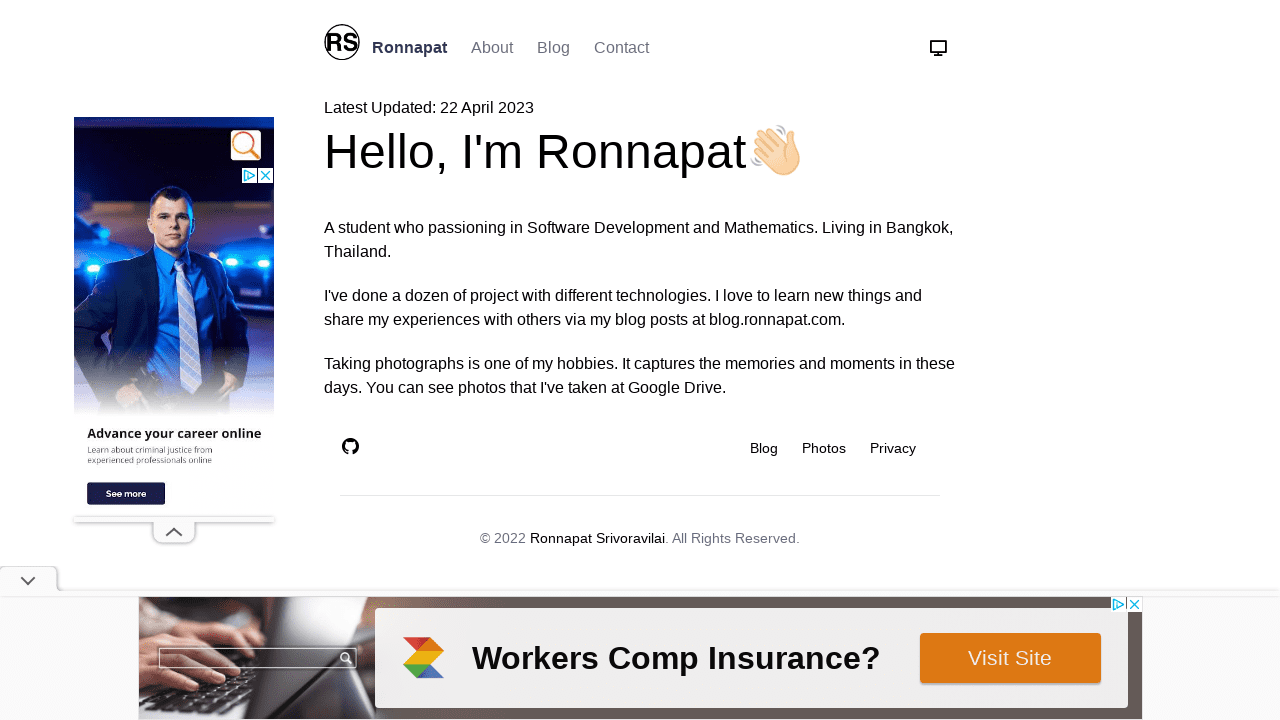 RS
Ronnapat About Blog Contact
Latest Updated: 22 April 2023
Hello, I'm Ronnapat👋🏻
A student who passioning in Software Development and Mathematics. Living in Bangkok,
Thailand.
I've done a dozen of project with different technologies. I love to learn new things and
share my experiences with others via my blog posts at blog.ronnapat.com.
Taking photographs is one of my hobbies. It captures the memories and moments in these
days. You can see photos that I've taken at Google Drive.
Blog Photos Privacy
© 2022 Ronnapat Srivoravilai. All Rights Reserved.
Advance your career online
Learn about criminal justice from
experienced professionals online
See more
Workers Comp Insurance?
Visit Site